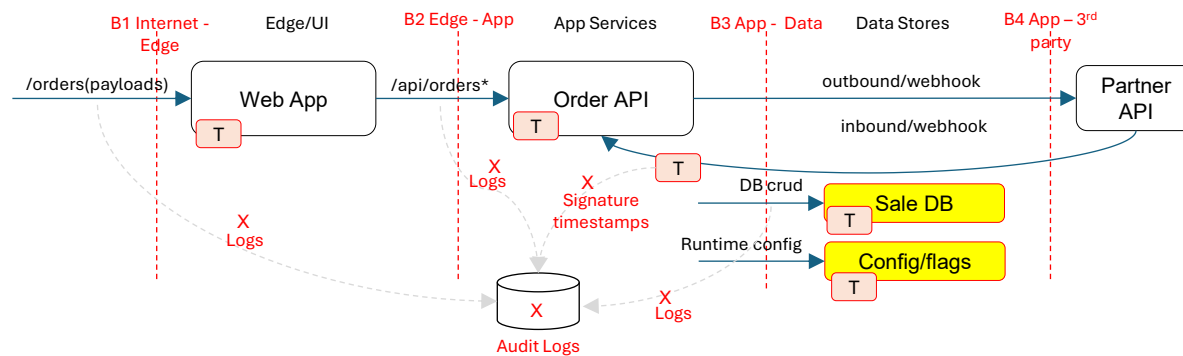 B1 Internet -
Edge
Edge/UI
B2 Edge - App
App Services
B3 App - Data
Data Stores
B4 App – 3rd
party
/orders(payloads)
Web App
T
/api/orders*
Order API
T
outbound/webhook
inbound/webhook
Partner
API
T
X
Logs
X
Signature
timestamps
DB crud
Sale DB
T
X
Logs
Runtime config
Config/flags
T
X
Logs
X
Audit Logs